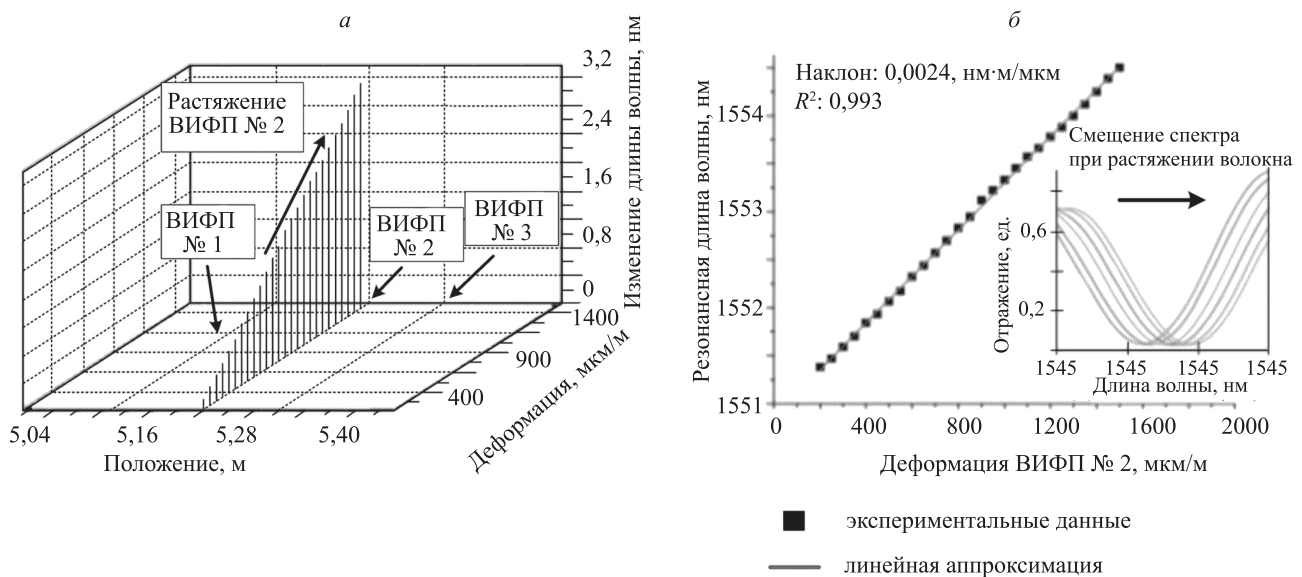 а
Растяжение
ВИФП № 2
ВИФП
№ 1
ВИФП
№ 2
ВИФП
№ 3
3,2
2,4
1,6
0,8
0
Изменение длины волны, нм
1400
900
400
Деформация, мкм/м
5,04
5,16
5,28
5,40
Положение, м
б
Наклон: 0,0024, нм·м/мкм
R²: 0,993
Резонансная длина волны, нм
1554
1553
1552
1551
Смещение спектра
при растяжении волокна
Отражение, ед.
0,6
0,2
1545
1545
1545
1545
Длина волны, нм
0
400
800
1200
1600
2000
Деформация ВИФП № 2, мкм/м
экспериментальные данные
линейная аппроксимация